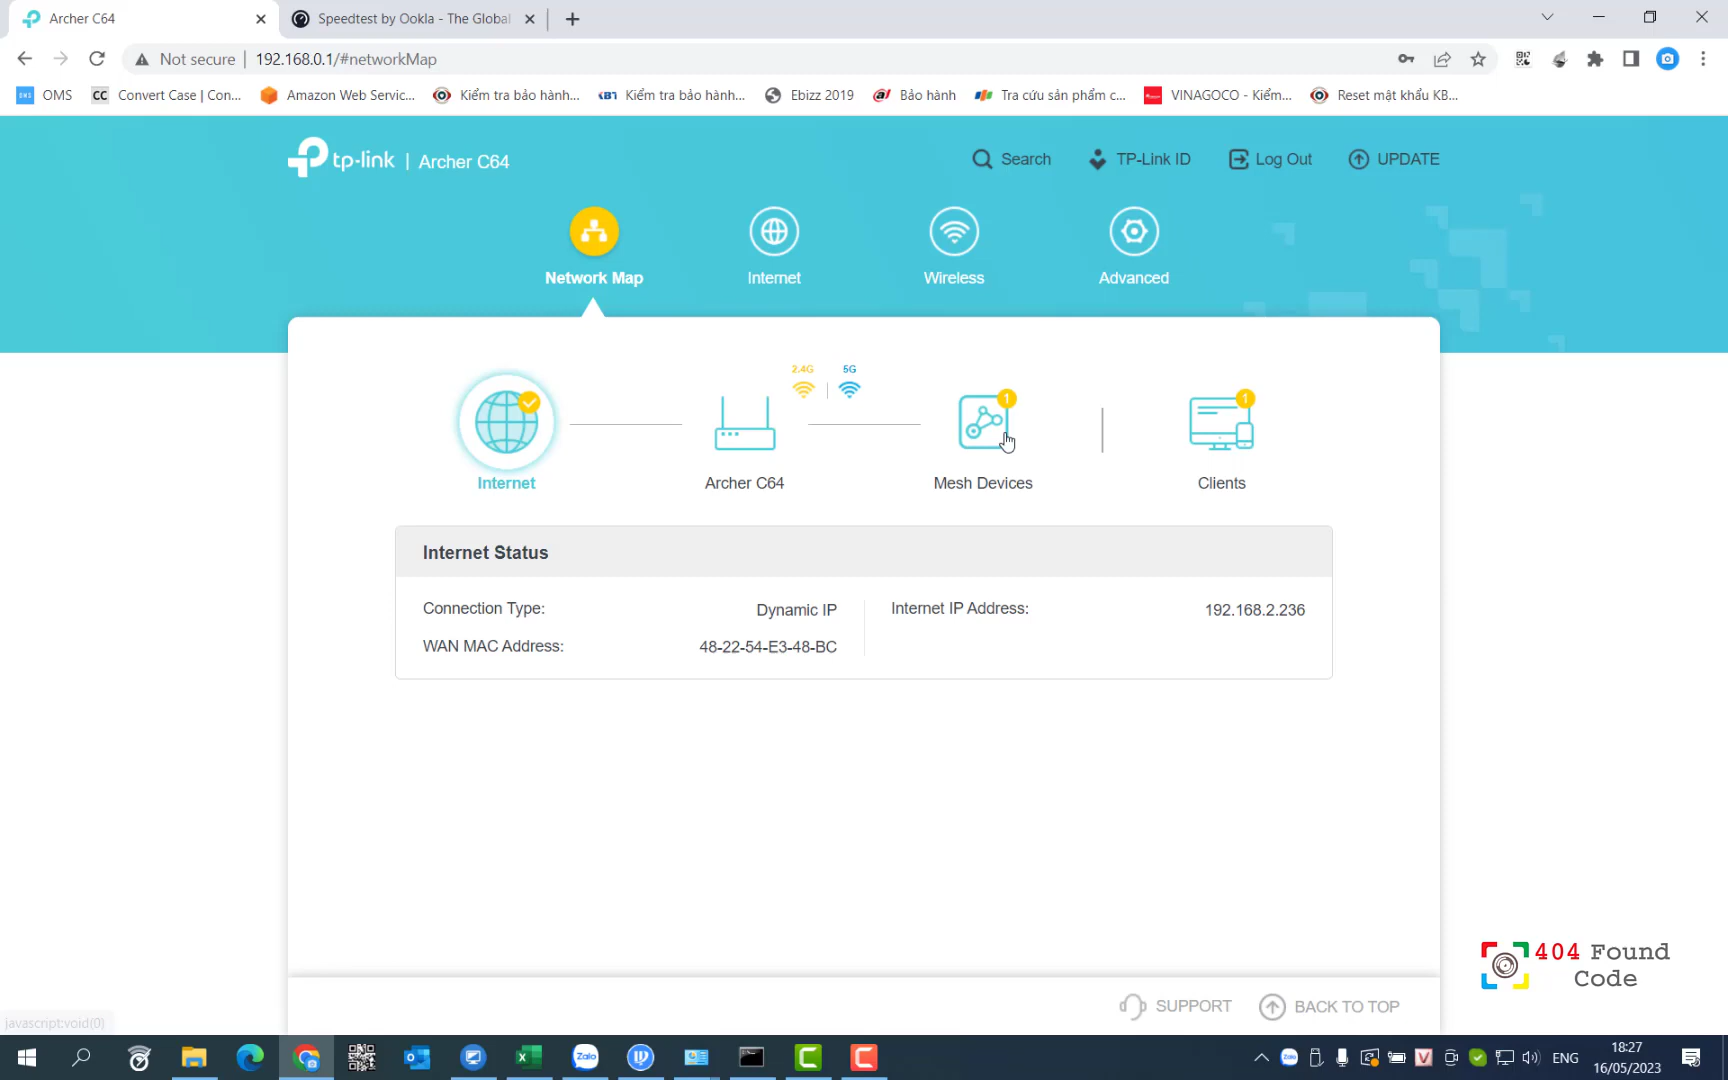 Archer C64
Speedtest by Ookla - The Global
Not secure
192.168.0.1/#networkMap
OMS
CC
Convert Case | Con...
Amazon Web Servic...
Kiểm tra bảo hành...
Kiểm tra bảo hành...
Ebizz 2019
Bảo hành
Tra cứu sản phẩm c...
VINAGOCO - Kiểm...
Reset mật khẩu KB...
tp-link | Archer C64
Search
TP-Link ID
Log Out
UPDATE
Network Map
Internet
Wireless
Advanced
2.4G
5G
1
1
Internet
Archer C64
Mesh Devices
Clients
Internet Status
Connection Type:
Dynamic IP
Internet IP Address:
192.168.2.236
WAN MAC Address:
48-22-54-E3-48-BC
404 Found
Code
SUPPORT
BACK TO TOP
javascript:void(0)
Zalo
ENG
18:27
16/05/2023